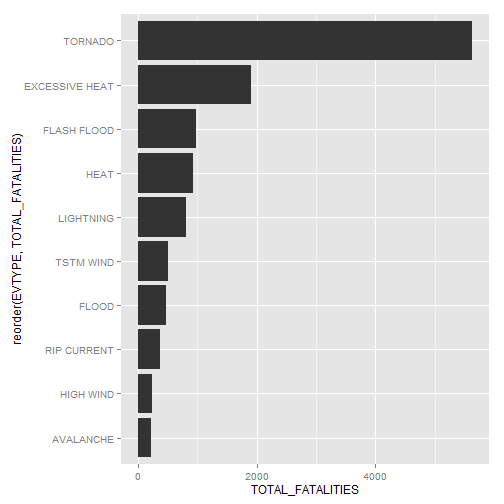 reorder(EVTYPE, TOTAL_FATALITIES)
TORNADO
EXCESSIVE HEAT
FLASH FLOOD
HEAT
LIGHTNING
TSTM WIND
FLOOD
RIP CURRENT
HIGH WIND
AVALANCHE
0 2000 4000
TOTAL_FATALITIES